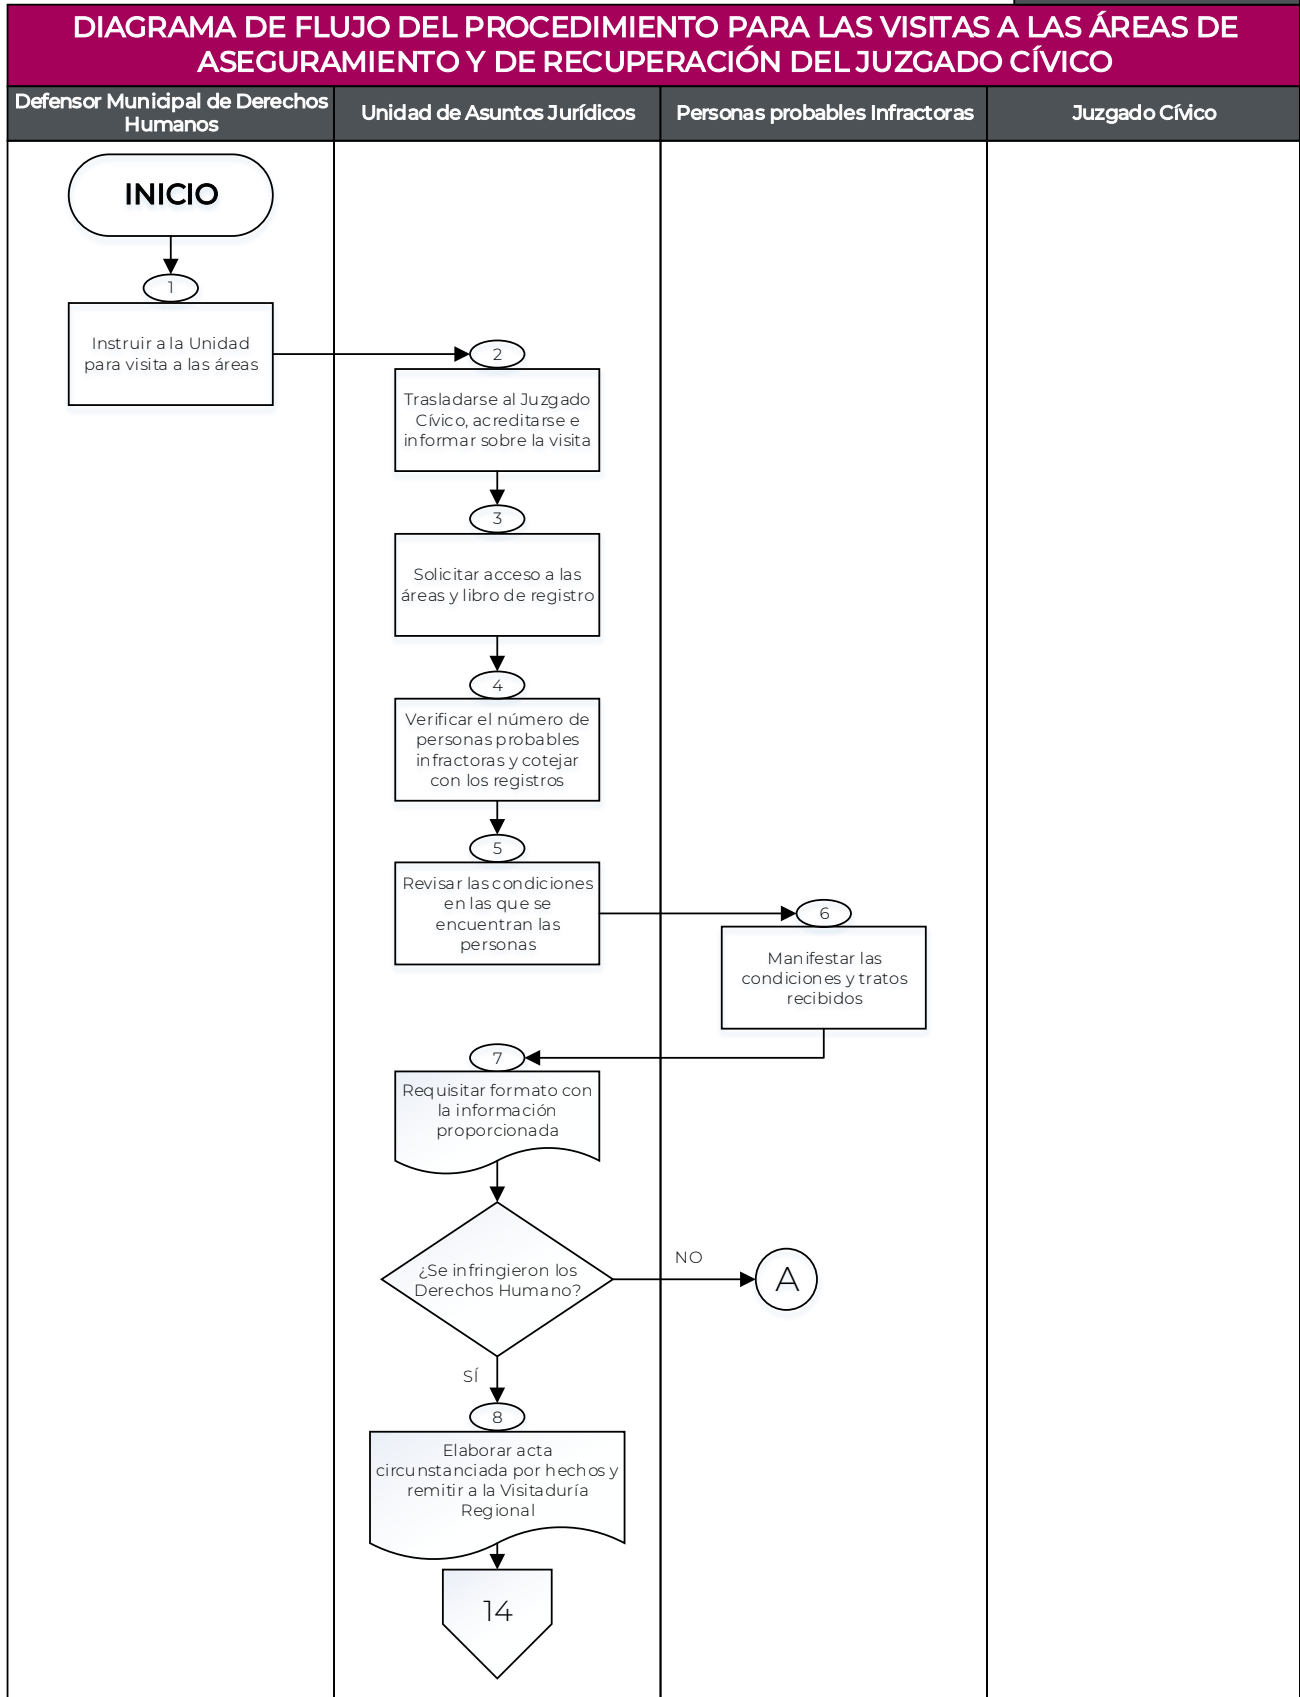 DIAGRAMA DE FLUJO DEL PROCEDIMIENTO PARA LAS VISITAS A LAS ÁREAS DE
ASEGURAMIENTO Y DE RECUPERACIÓN DEL JUZGADO CÍVICO
Defensor Municipal de Derechos
Humanos
Unidad de Asuntos Jurídicos
Personas probables Infractoras
Juzgado Cívico
INICIO
1
Instruir a la Unidad
para visita a las áreas
2
Trasladarse al Juzgado
Cívico, acreditarse e
informar sobre la visita
3
Solicitar acceso a las
áreas y libro de registro
4
Verificar el número de
personas probables
infractoras y cotejar
con los registros
5
Revisar las condiciones
en las que se
encuentran las
personas
6
Manifestar las
condiciones y tratos
recibidos
7
Requisitar formato con
la información
proporcionada
¿Se infringieron los
Derechos Humano?
NO
A
SÍ
8
Elaborar acta
circunstanciada por hechos y
remitir a la Visitaduría
Regional
14